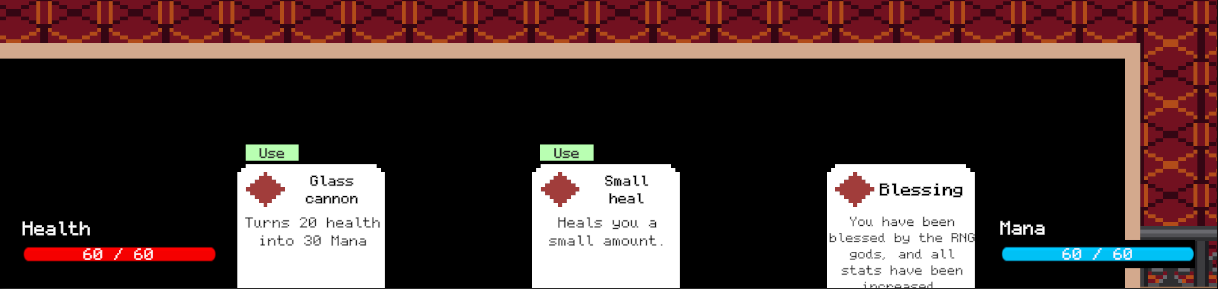 Use
Glass
cannon
Turns 20 health
into 30 Mana
Use
Small
heal
Heals you a
small amount.
Blessing
You have been
blessed by the RNG
gods, and all
stats have been
increased
Health
60 / 60
Mana
60 / 60